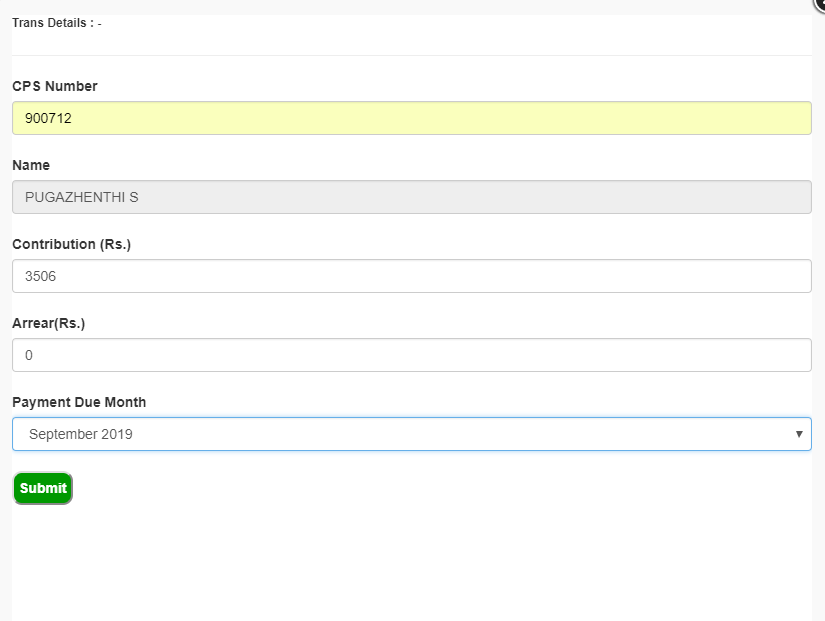 Trans Details : -
CPS Number
900712
Name
PUGAZHENTHI S
Contribution (Rs.)
3506
Arrear(Rs.)
0
Payment Due Month
September 2019
Submit